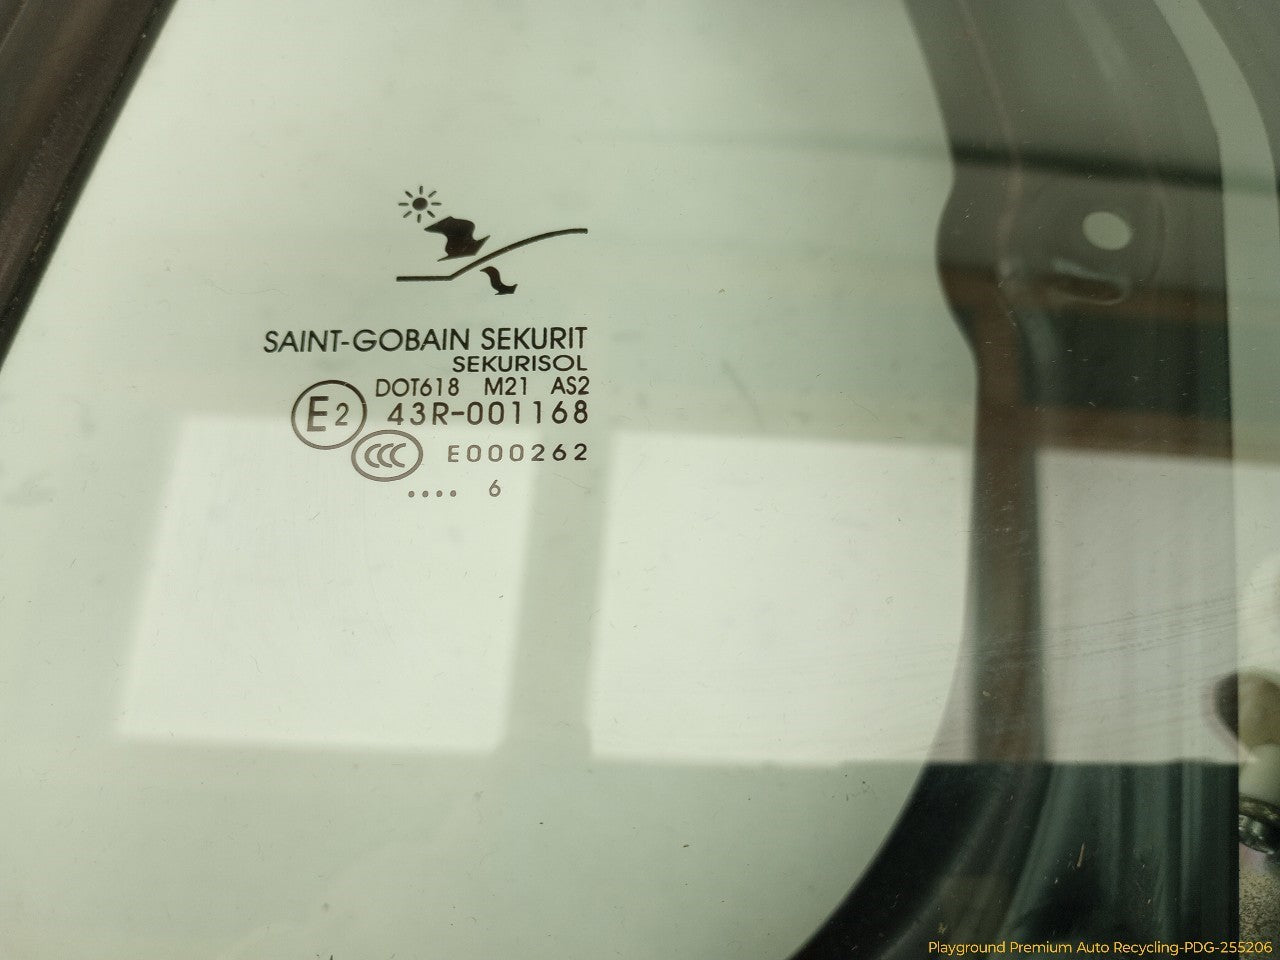 SAINT-GOBAIN SEKURIT
SEKURISOL
DOT618 M21 AS2
E2 43R-001168
CCC E000262
.... 6
Playground Premium Auto Recycling-PDG-255206